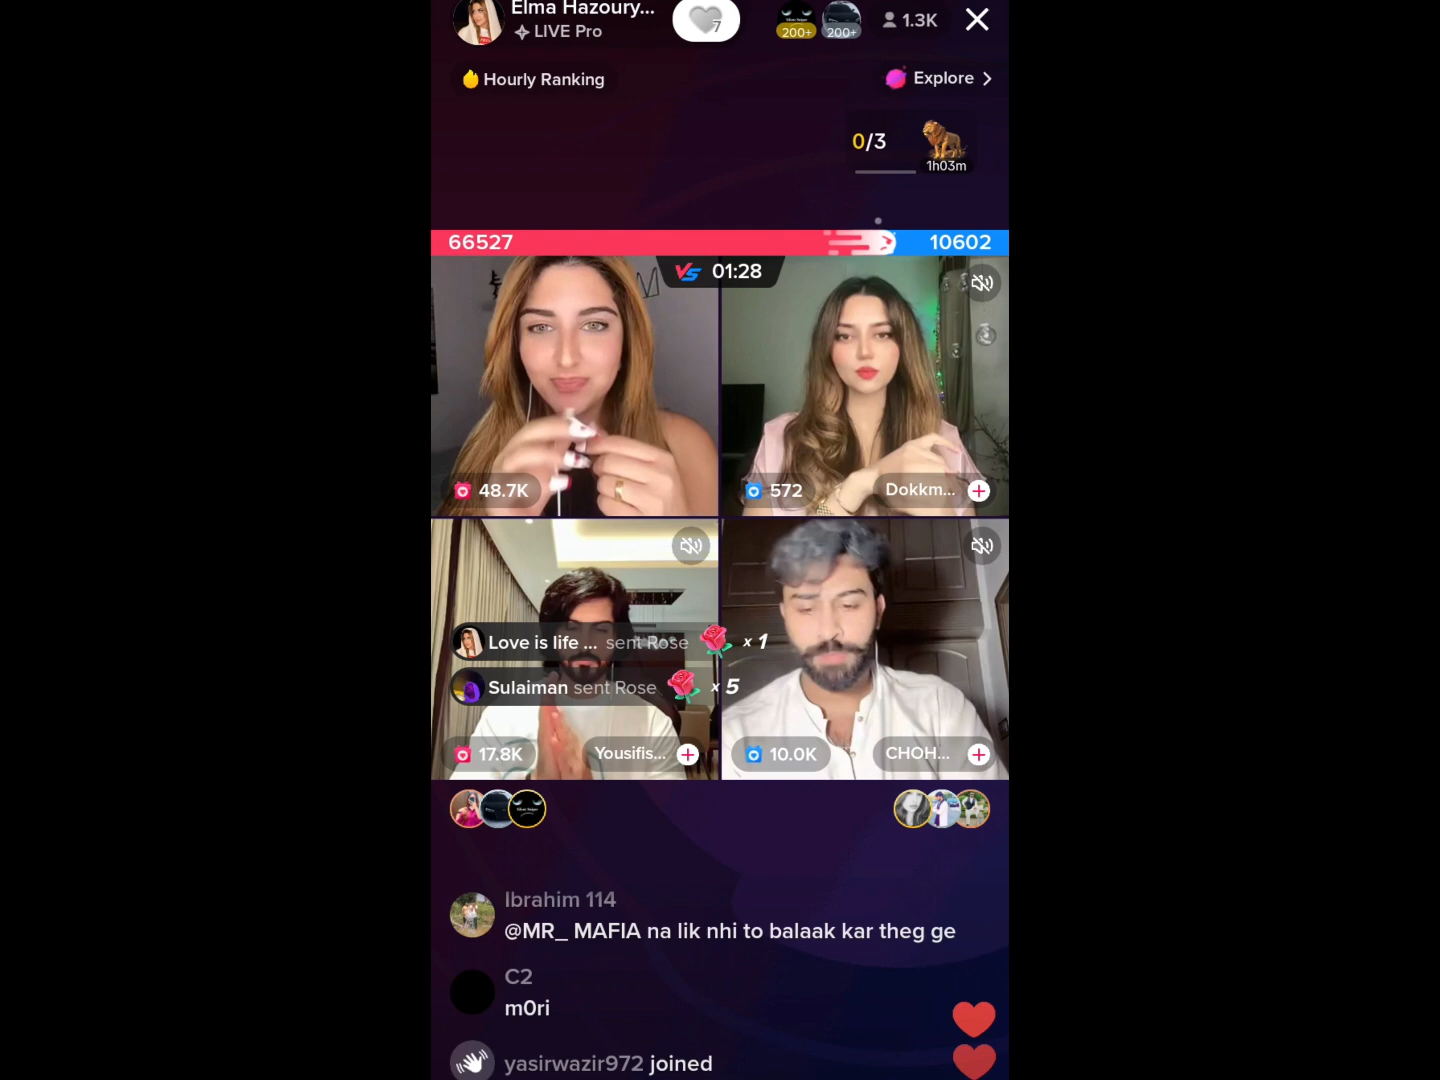 Elma Hazoury...
LIVE Pro
7
200+
200+
1.3K
Hourly Ranking
Explore
0/3
1h03m
66527
10602
VS 01:28
48.7K
572
Dokkm...
Love is life ... sent Rose x 1
Sulaiman sent Rose x 5
17.8K
Yousifis...
10.0K
CHOH...
Ibrahim 114
@MR_ MAFIA na lik nhi to balaak kar theg ge
C2
m0ri
yasirwazir972 joined